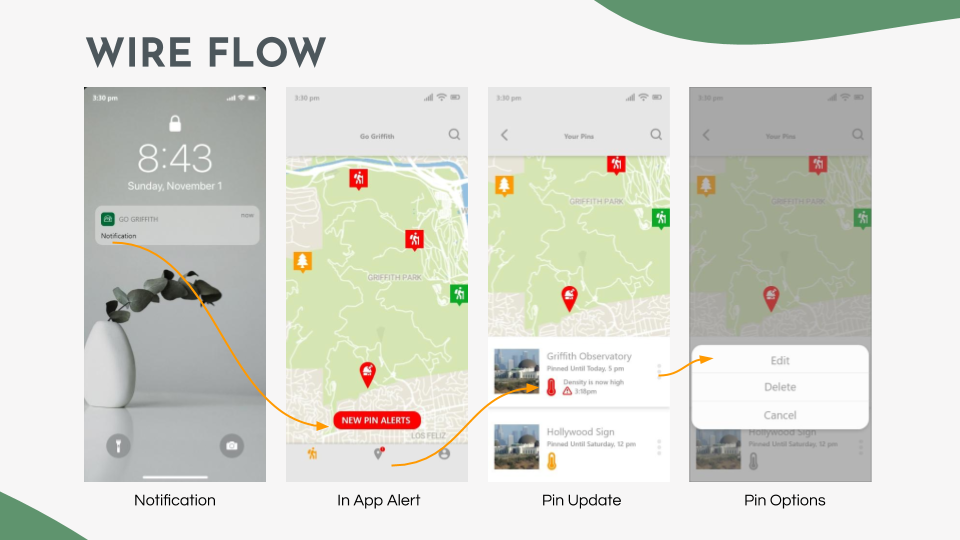 WIRE FLOW
3:30 pm
8:43
Sunday, November 1
GO GRIFFITH
now
Notification
3:30 pm
Go Griffith
GRIFFITH PARK
NEW PIN ALERTS
LOS FELIZ
3:30 pm
Your Pins
GRIFFITH PARK
Griffith Observatory
Pinned Until Today, 5 pm
Density is now high
3:18pm
Hollywood Sign
Pinned Until Saturday, 12 pm
3:30 pm
Your Pins
GRIFFITH PARK
Edit
Delete
Cancel
Hollywood Sign
Pinned Until Saturday, 12 pm
Notification
In App Alert
Pin Update
Pin Options